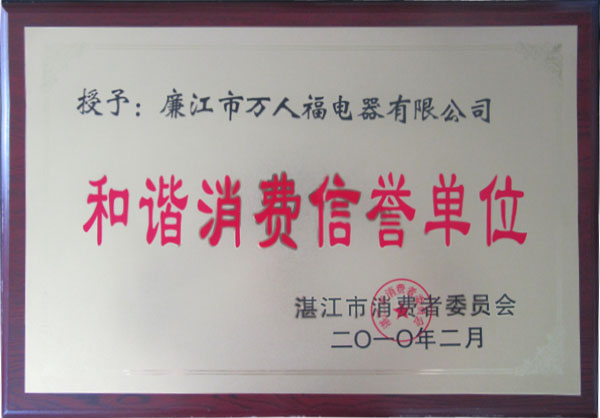 授予：廉江市万人福电器有限公司
和谐消费信誉单位
湛江市消费者委员会
二〇一〇年二月